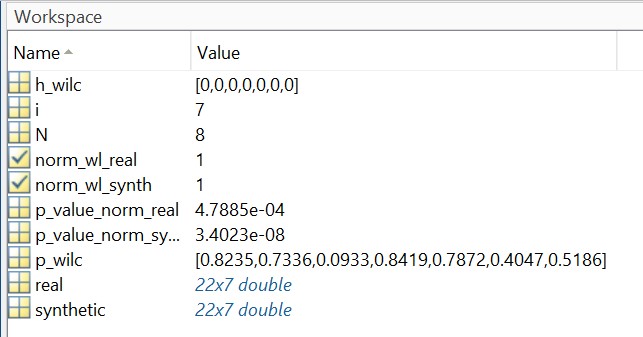 Workspace
Name Value
h_wilc [0,0,0,0,0,0,0]
i 7
N 8
norm_wl_real 1
norm_wl_synth 1
p_value_norm_real 4.7885e-04
p_value_norm_sy... 3.4023e-08
p_wilc [0.8235,0.7336,0.0933,0.8419,0.7872,0.4047,0.5186]
real 22x7 double
synthetic 22x7 double